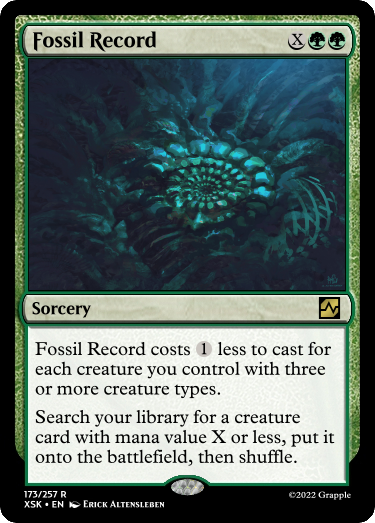 Fossil Record X
Sorcery
Fossil Record costs 1 less to cast for
each creature you control with three
or more creature types.
Search your library for a creature
card with mana value X or less, put it
onto the battlefield, then shuffle.
173/257 R
XSK • EN Erick Altensleben
©2022 Grapple